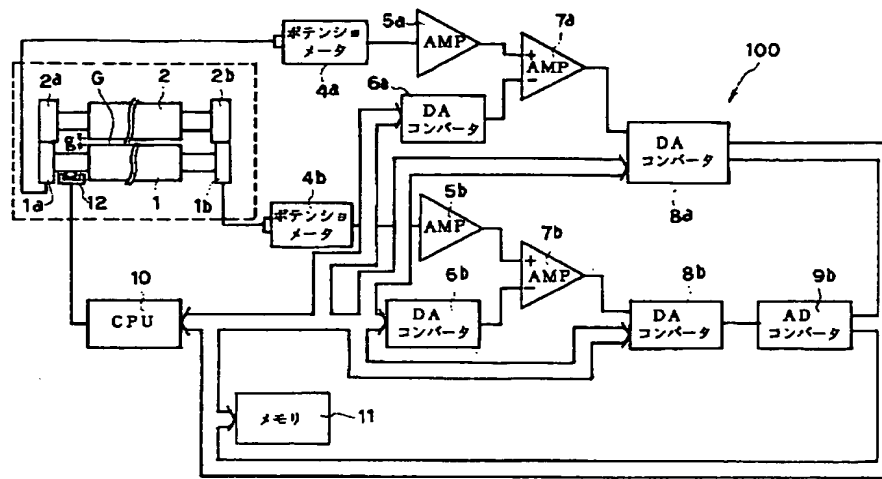 ポテンショ
メータ
4a
5a
AMP
7a
+
AMP
−
100
2a
G
2
2b
g
1a
12
1
1b
6a
DA
コンバータ
DA
コンバータ
8a
4b
ポテンショ
メータ
5b
AMP
7b
+
AMP
−
10
CPU
DA
コンバータ
6b
8b
DA
コンバータ
9b
AD
コンバータ
メモリ
11